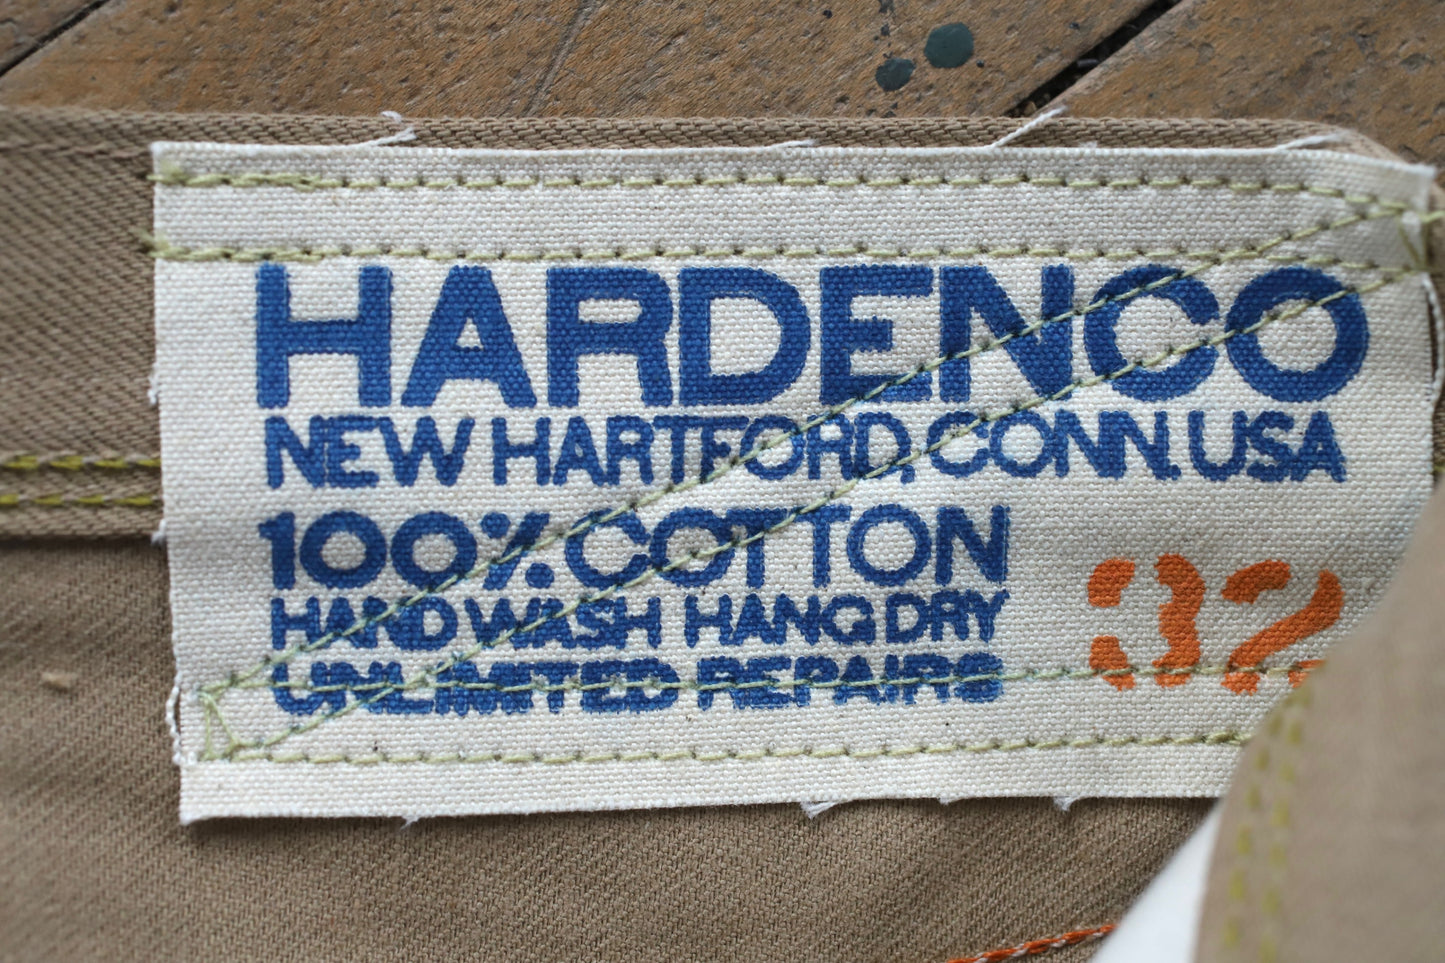 HARDENCO
NEW HARTFORD, CONN. USA
100% COTTON
HAND WASH HANG DRY
UNLIMITED REPAIRS
32